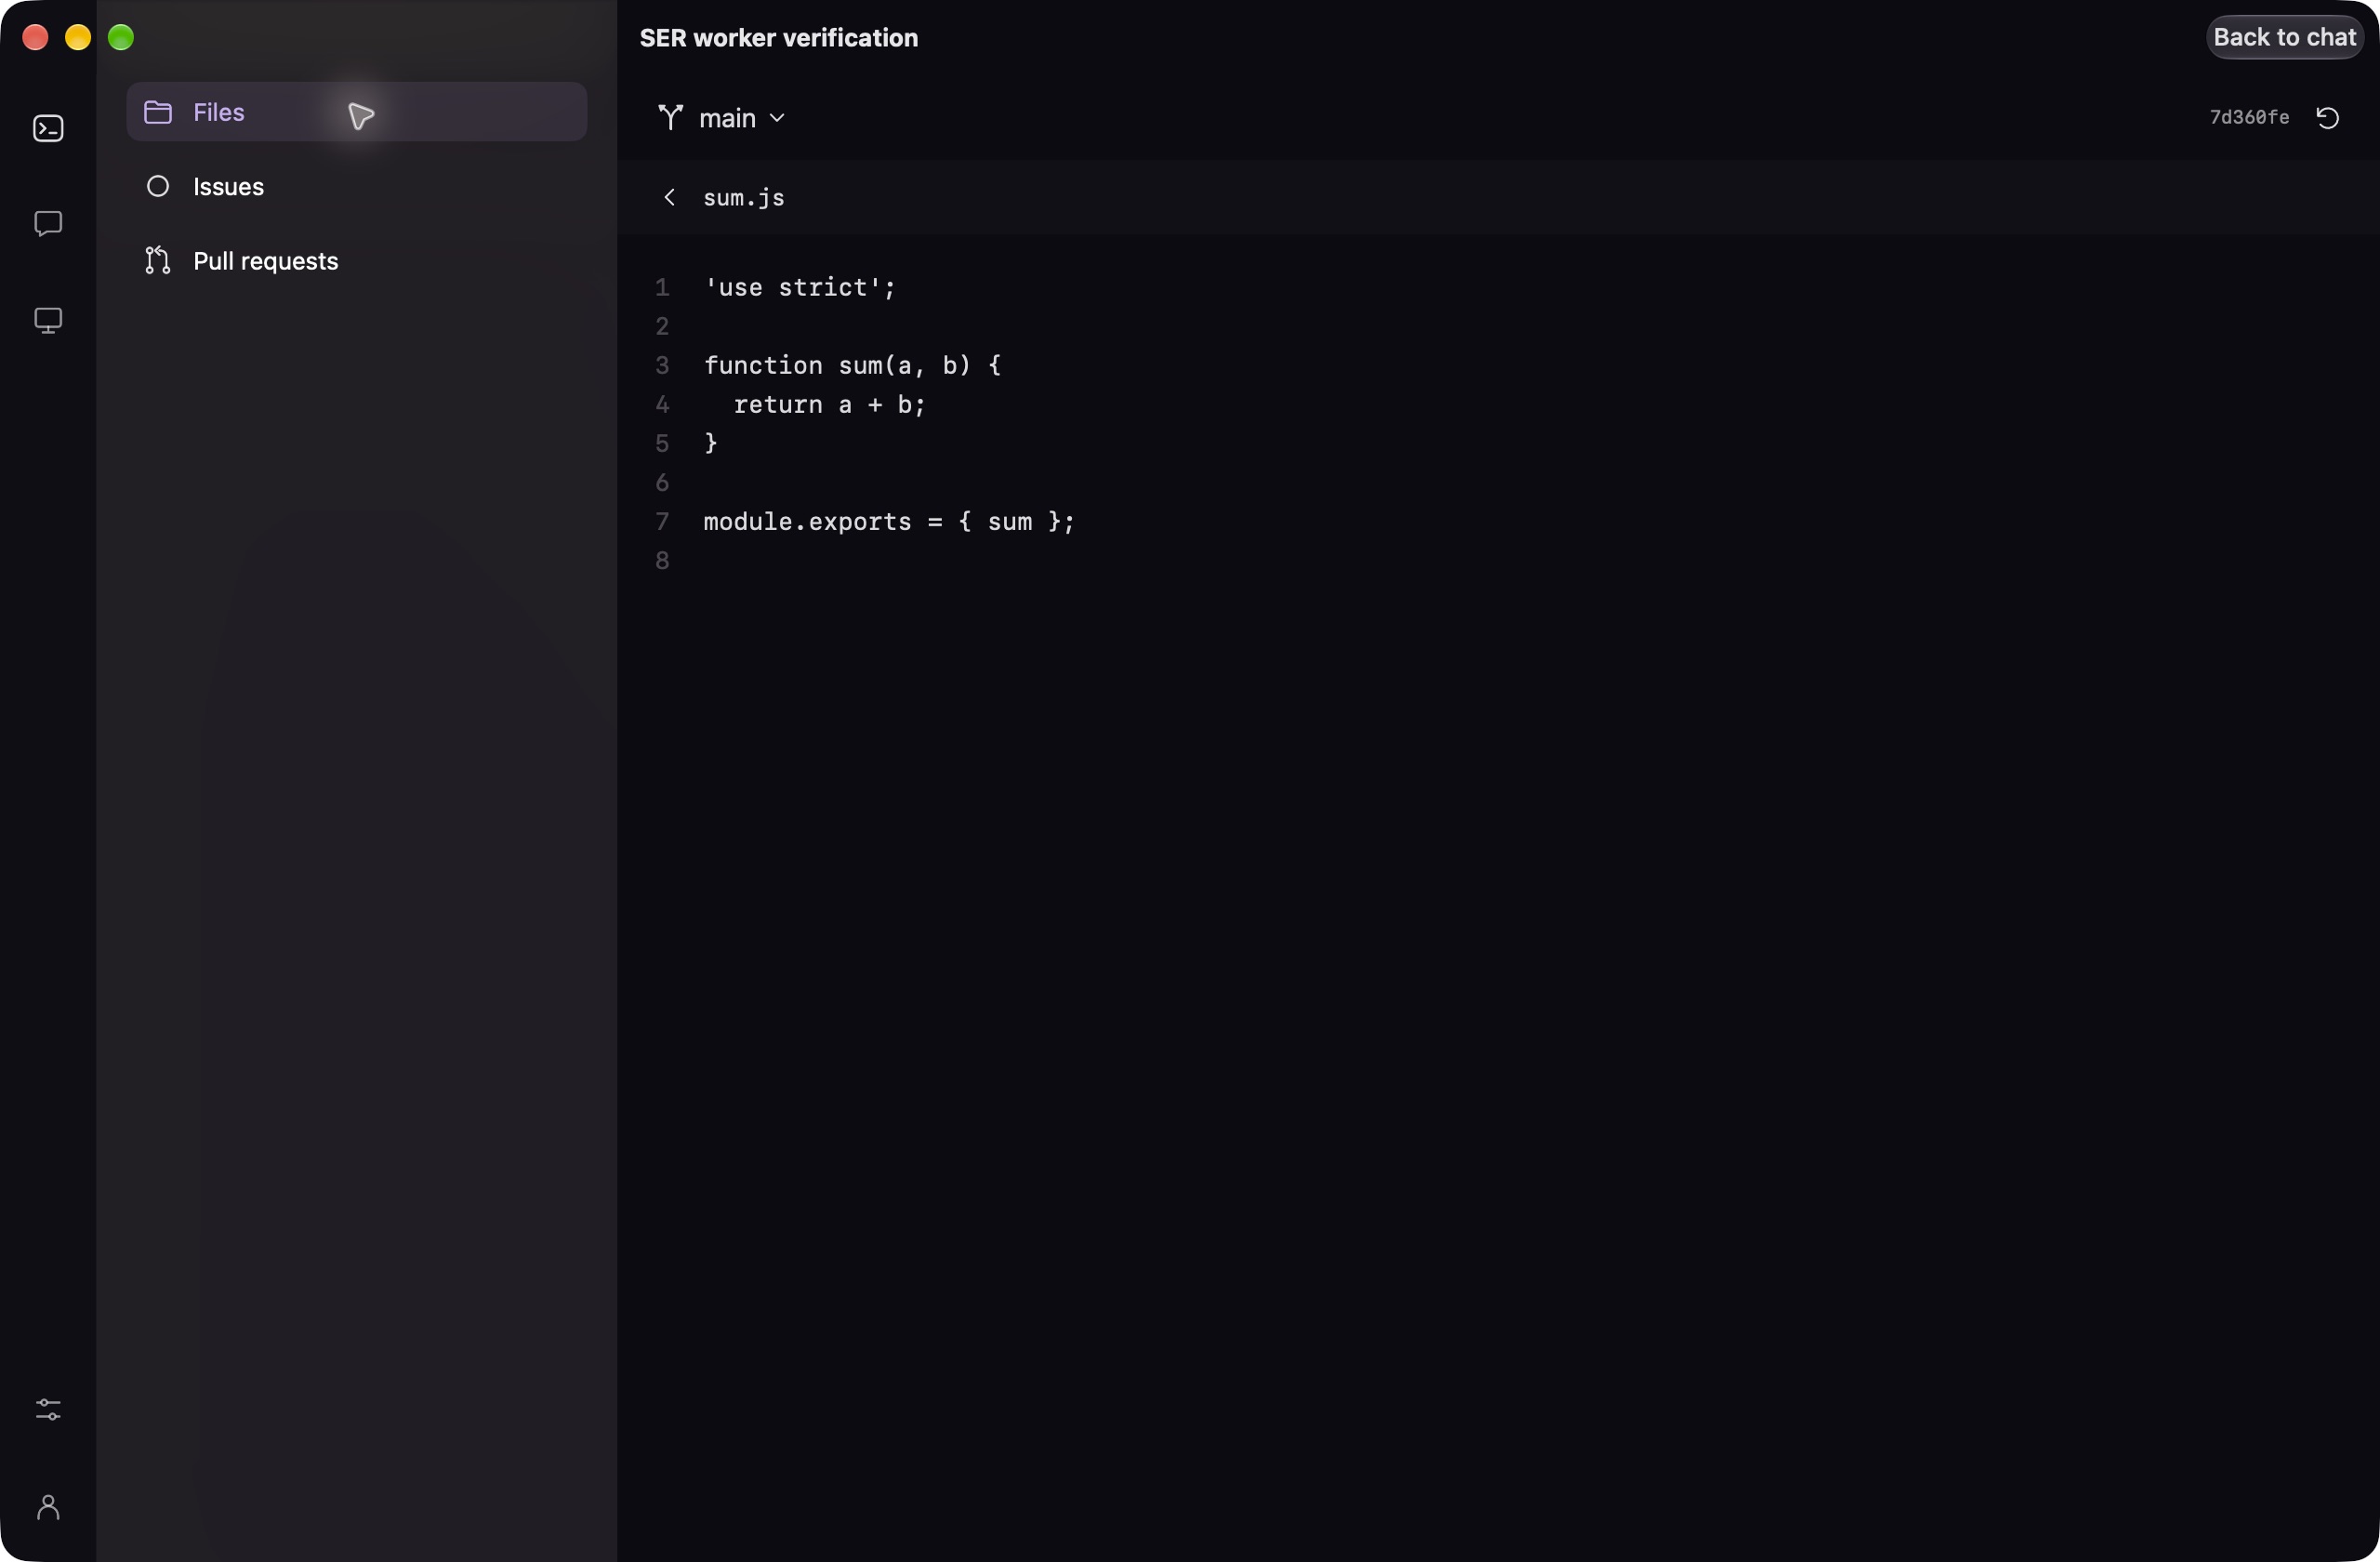 SER worker verification
Back to chat
Files
Issues
Pull requests
main
7d360fe
sum.js
1 'use strict';
2
3 function sum(a, b) {
4   return a + b;
5 }
6
7 module.exports = { sum };
8